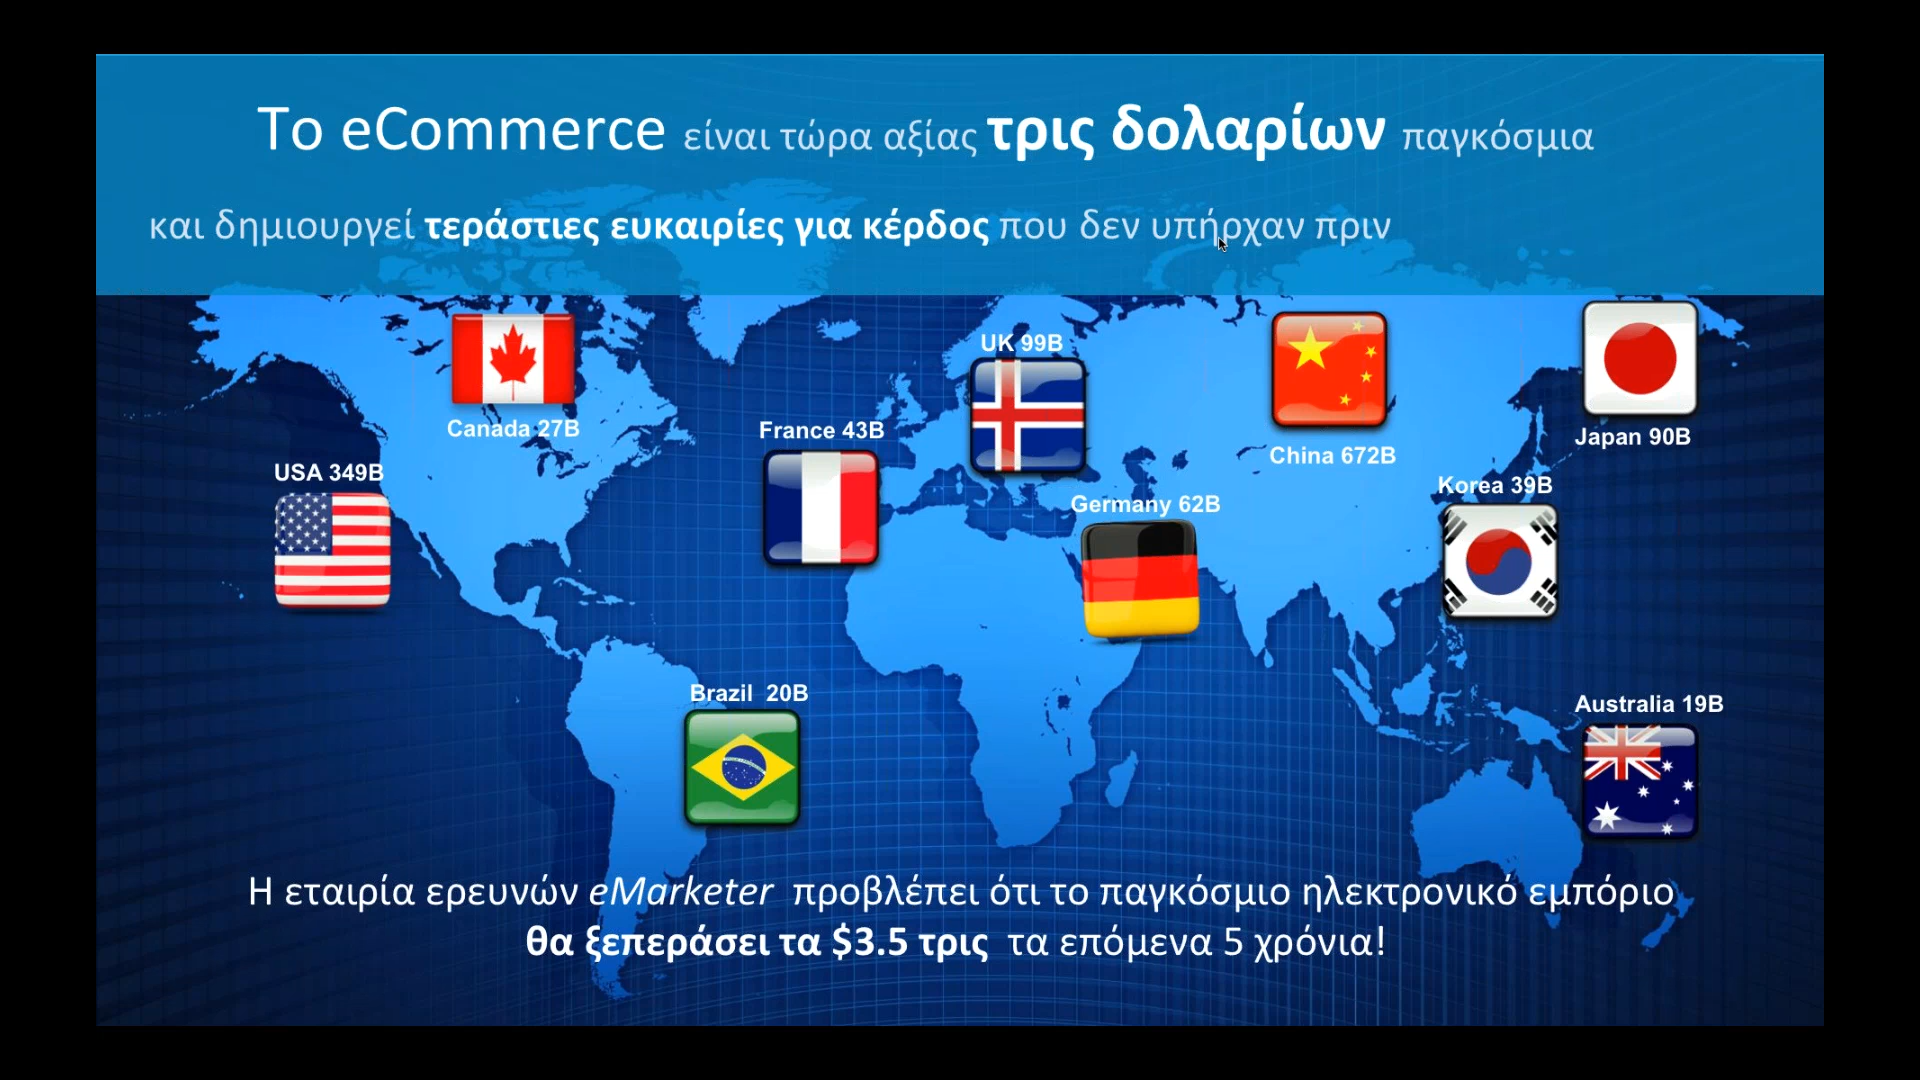 Το eCommerce είναι τώρα αξίας τρις δολαρίων παγκόσμια
και δημιουργεί τεράστιες ευκαιρίες για κέρδος που δεν υπήρχαν πριν
UK 99B
Canada 27B
France 43B
Japan 90B
China 672B
USA 349B
Korea 39B
Germany 62B
Brazil 20B
Australia 19B
Η εταιρία ερευνών eMarketer προβλέπει ότι το παγκόσμιο ηλεκτρονικό εμπόριο
θα ξεπεράσει τα $3.5 τρις τα επόμενα 5 χρόνια!